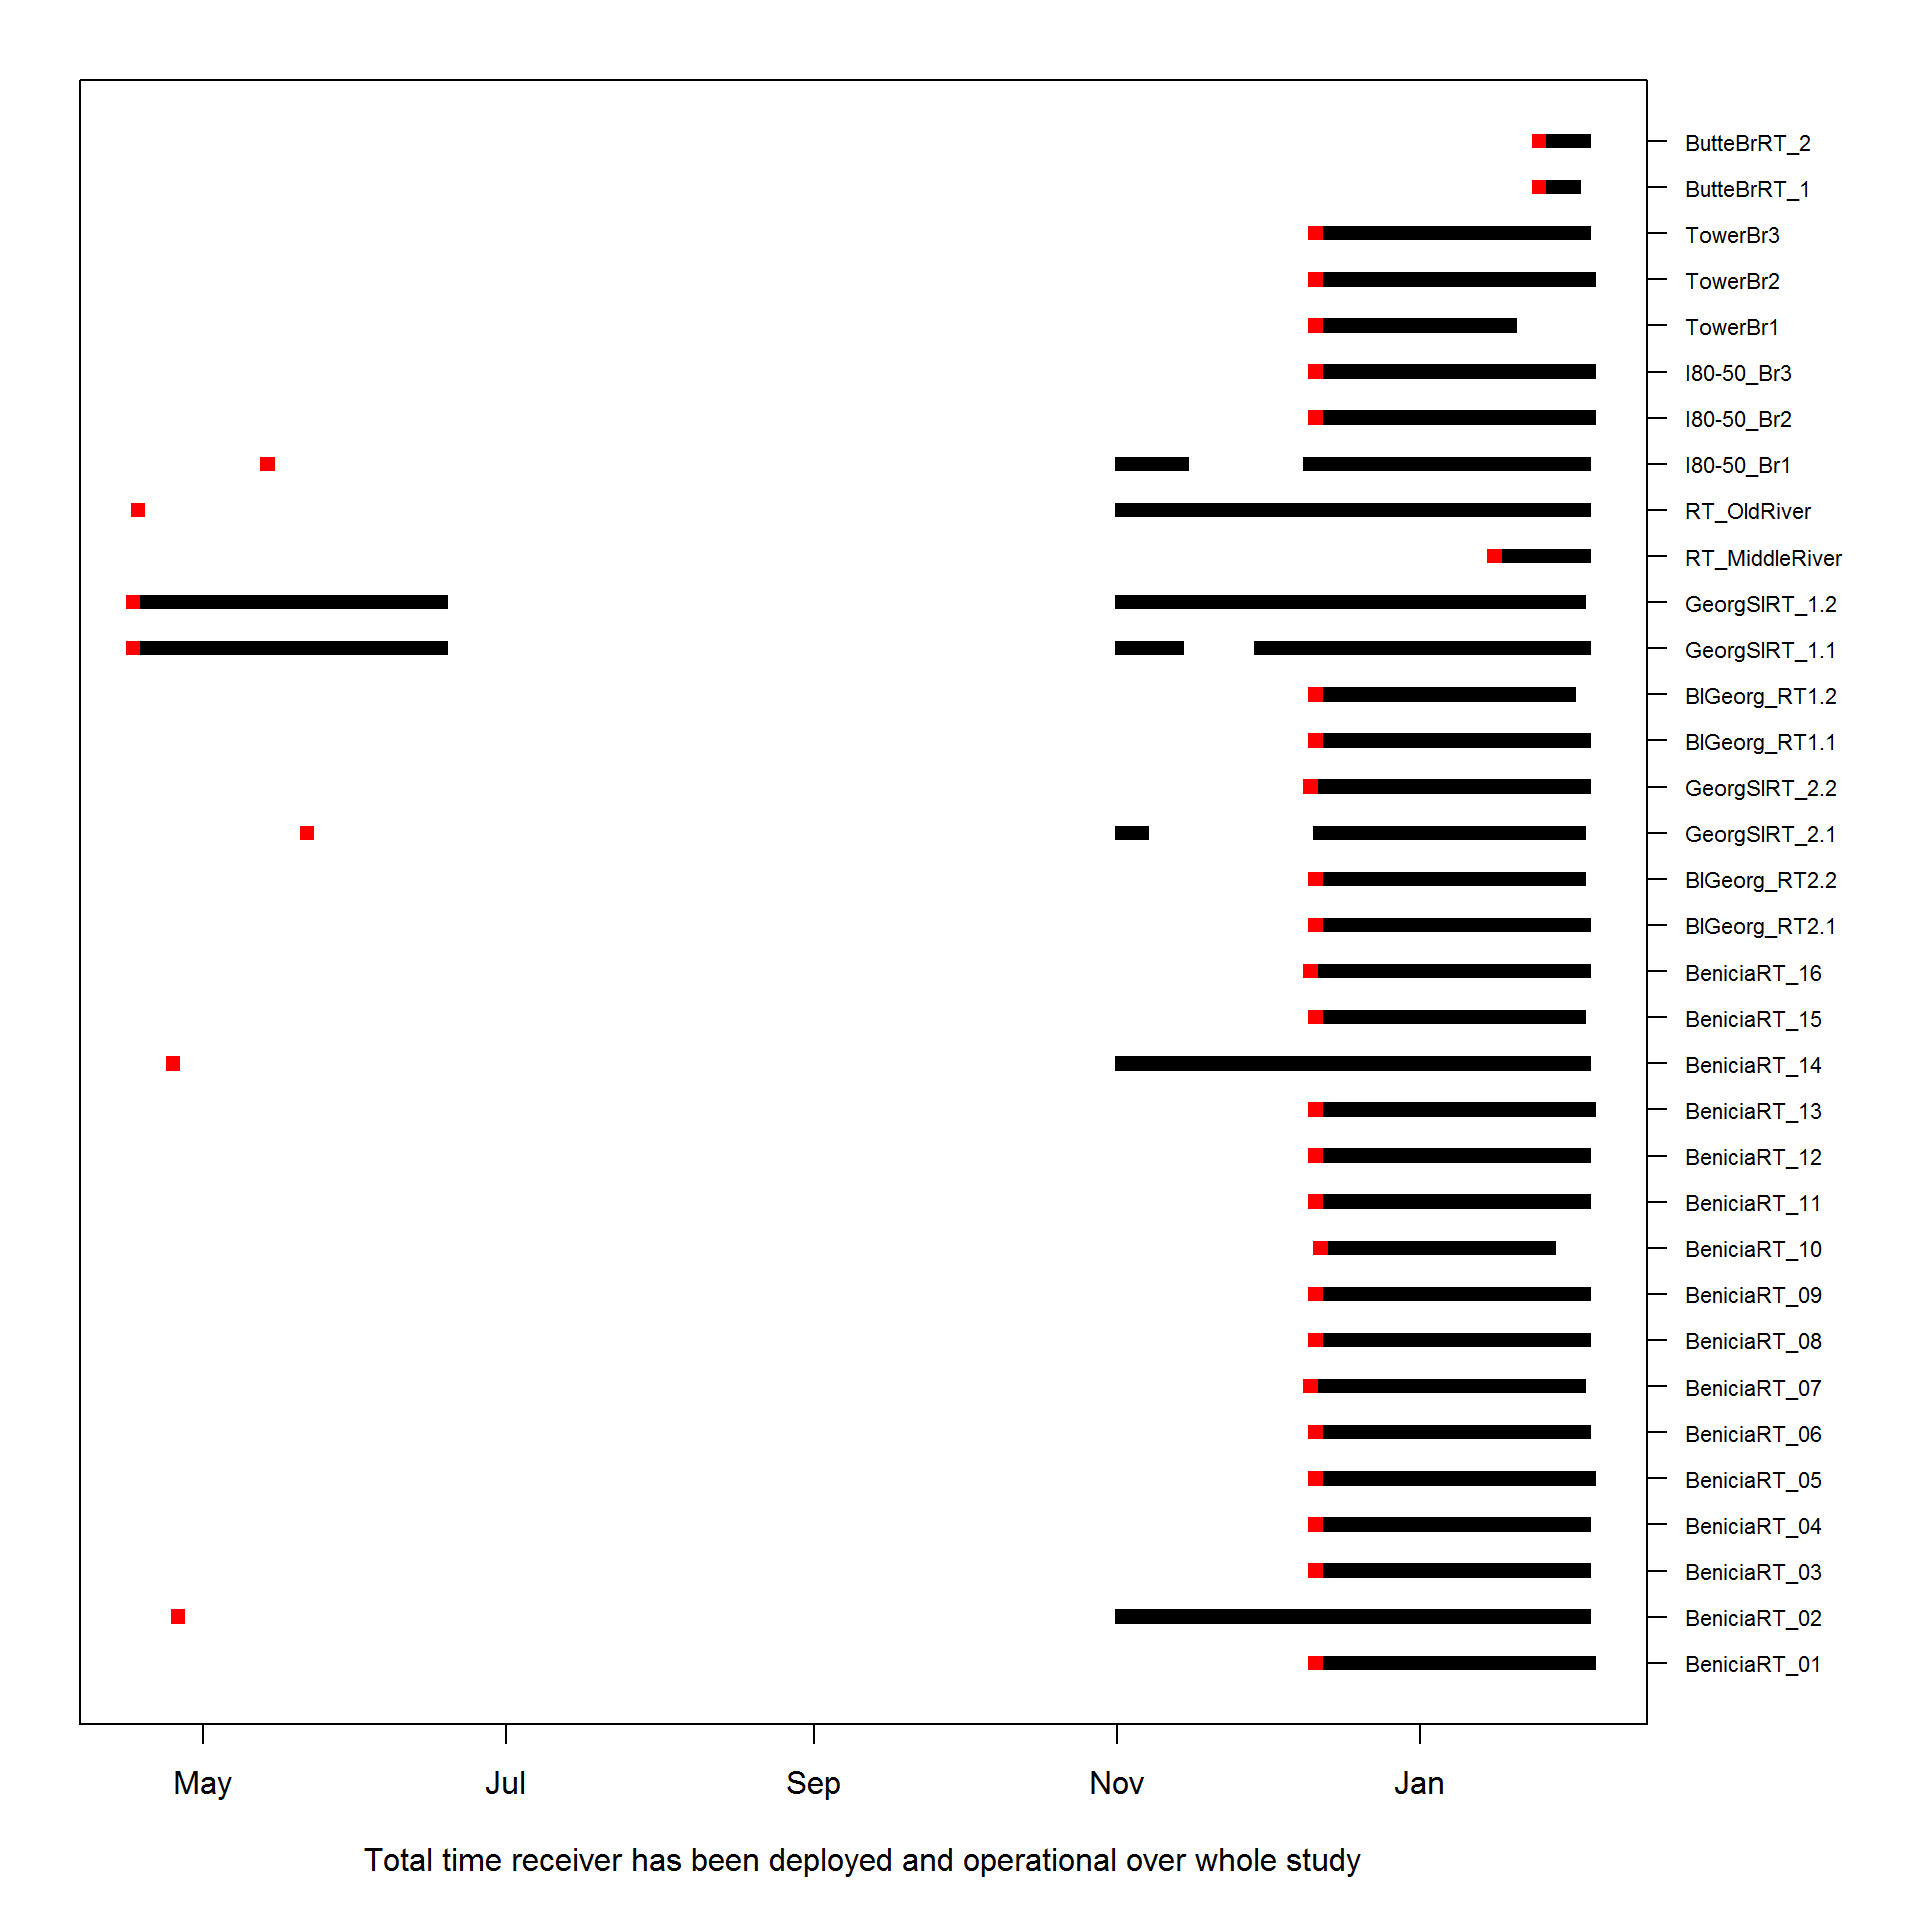 ButteBrRT_2
ButteBrRT_1
TowerBr3
TowerBr2
TowerBr1
I80-50_Br3
I80-50_Br2
I80-50_Br1
RT_OldRiver
RT_MiddleRiver
GeorgSlRT_1.2
GeorgSlRT_1.1
BlGeorg_RT1.2
BlGeorg_RT1.1
GeorgSlRT_2.2
GeorgSlRT_2.1
BlGeorg_RT2.2
BlGeorg_RT2.1
BeniciaRT_16
BeniciaRT_15
BeniciaRT_14
BeniciaRT_13
BeniciaRT_12
BeniciaRT_11
BeniciaRT_10
BeniciaRT_09
BeniciaRT_08
BeniciaRT_07
BeniciaRT_06
BeniciaRT_05
BeniciaRT_04
BeniciaRT_03
BeniciaRT_02
BeniciaRT_01
May Jul Sep Nov Jan
Total time receiver has been deployed and operational over whole study